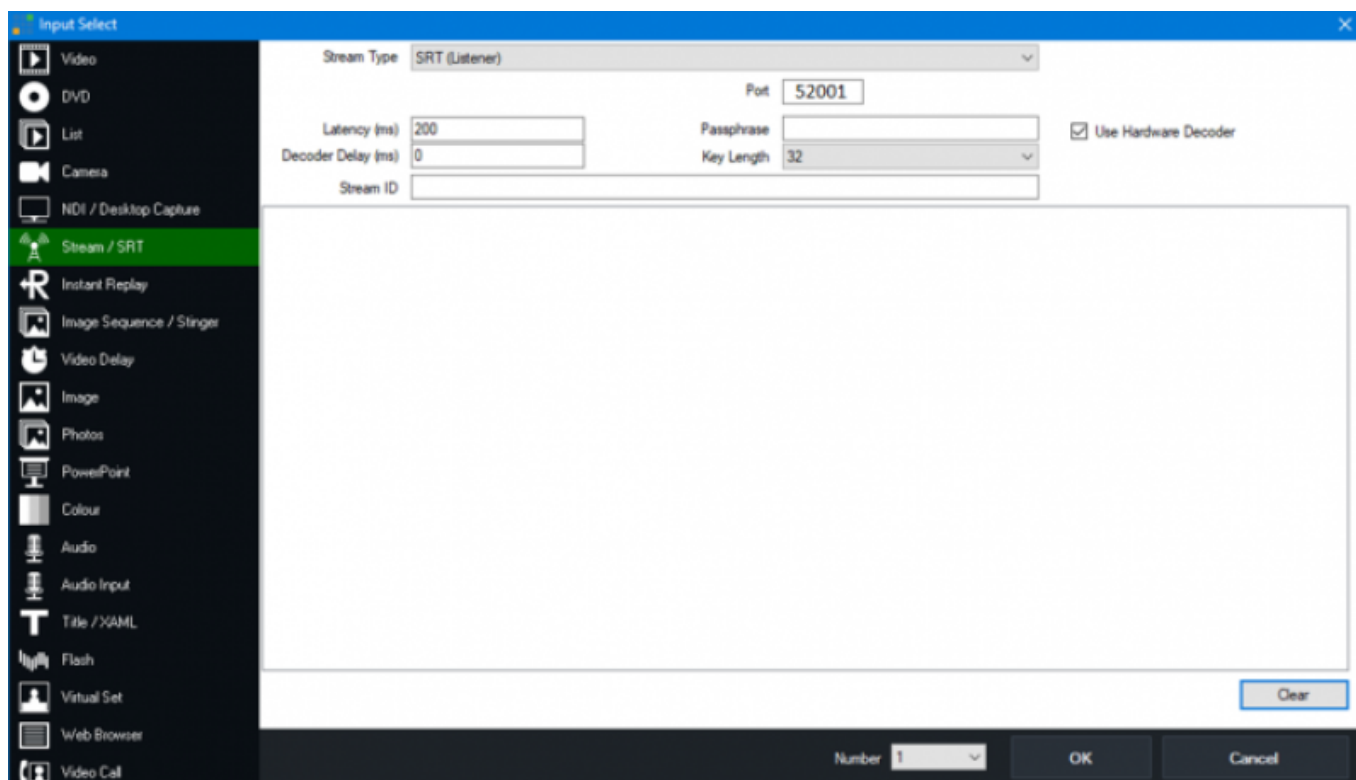 Input Select
Video
DVD
List
Camera
NDI / Desktop Capture
Stream / SRT
Instant Replay
Image Sequence / Stinger
Video Delay
Image
Photos
PowerPoint
Colour
Audio
Audio Input
Title / XAML
Flash
Virtual Set
Web Browser
Video Call
Stream Type SRT (Listener)
Port 52001
Latency (ms) 200 Passphrase Use Hardware Decoder
Decoder Delay (ms) 0 Key Length 32
Stream ID
Clear
Number 1 OK Cancel